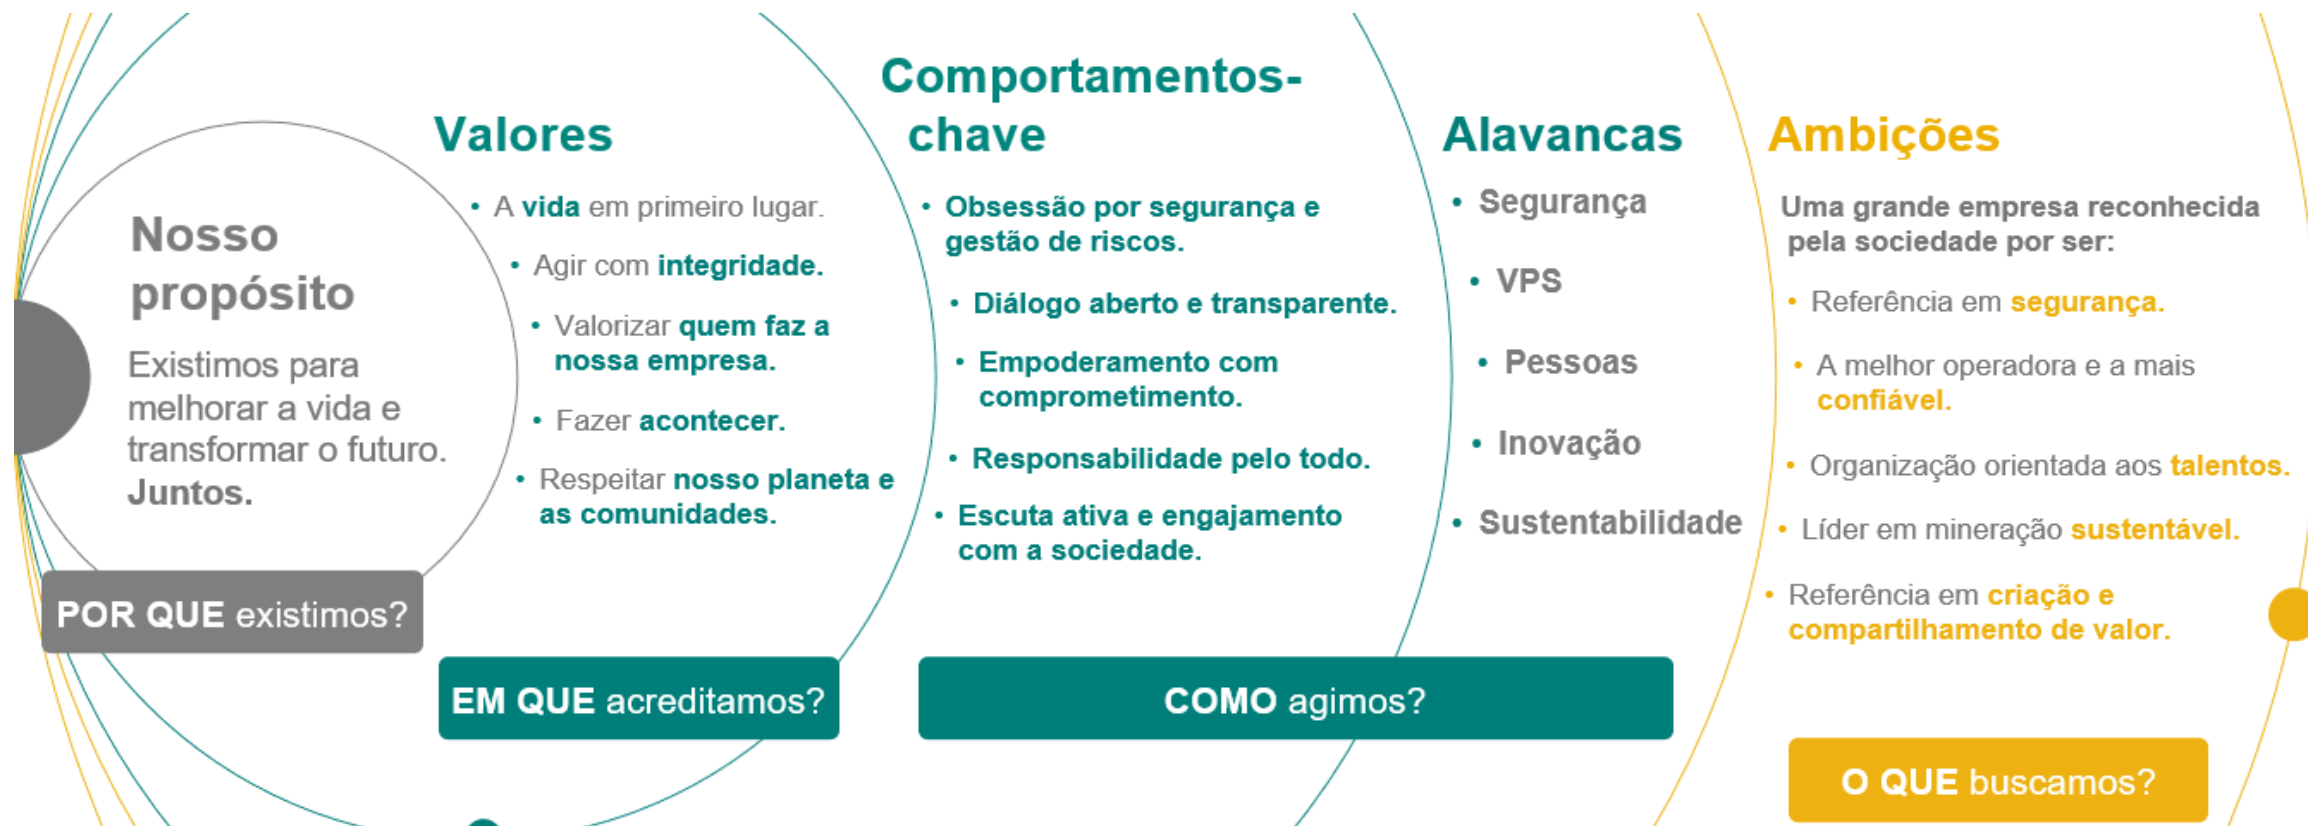 Nosso
propósito
Existimos para
melhorar a vida e
transformar o futuro.
Juntos.
POR QUE existimos?
Valores
• A vida em primeiro lugar.
• Agir com integridade.
• Valorizar quem faz a
nossa empresa.
• Fazer acontecer.
• Respeitar nosso planeta e
as comunidades.
EM QUE acreditamos?
Comportamentos-
chave
• Obsessão por segurança e
gestão de riscos.
• Diálogo aberto e transparente.
• Empoderamento com
comprometimento.
• Responsabilidade pelo todo.
• Escuta ativa e engajamento
com a sociedade.
Alavancas
• Segurança
• VPS
• Pessoas
• Inovação
• Sustentabilidade
COMO agimos?
Ambições
Uma grande empresa reconhecida
pela sociedade por ser:
• Referência em segurança.
• A melhor operadora e a mais
confiável.
• Organização orientada aos talentos.
• Líder em mineração sustentável.
• Referência em criação e
compartilhamento de valor.
O QUE buscamos?